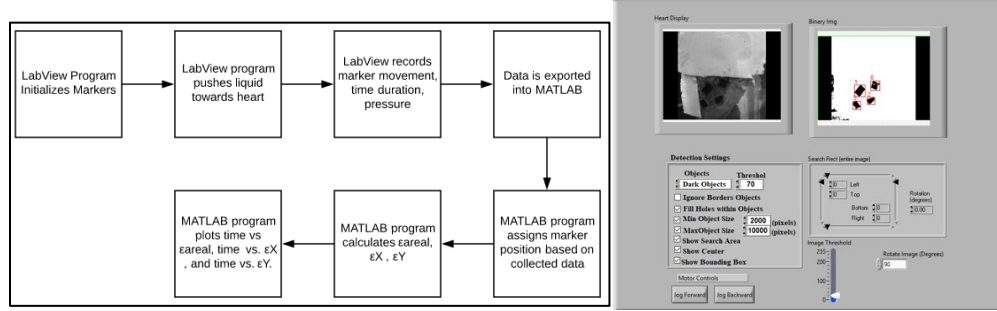 LabView Program
Initializes Markers
LabView program
pushes liquid
towards heart
LabView records
marker movement,
time duration,
pressure
Data is exported
into MATLAB
MATLAB program
assigns marker
position based on
collected data
MATLAB program
calculates εareal,
εX , εY
MATLAB program
plots time vs
εareal, time vs. εX
, and time vs. εY.
Heart Display
Binary Img
Detection Settings
Objects
Threshol
Dark Objects
70
Ignore Borders Objects
Fill Holes within Objects
Min Object Size
2000
(pixels)
MaxObject Size
10000
(pixels)
Show Search Area
Show Center
Show Bounding Box
Motor Controls
Jog Forward
Jog Backward
Search Rect (entire image)
0
Left
0
Top
Bottom
0
Right
0
Rotation
(degrees)
0.00
Image Threshold
255-
200-
100-
0-
Rotate Image (Degrees)
90